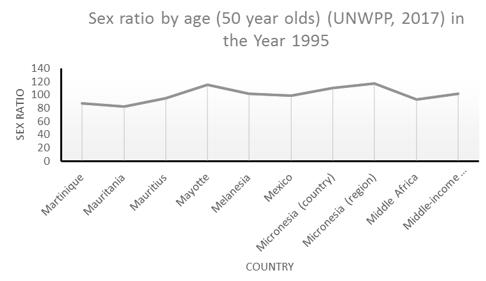 Sex ratio by age (50 year olds) (UNWPP, 2017) in
the Year 1995
140
120
100
80
60
40
20
0
SEX RATIO
Martinique
Mauritania
Mauritius
Mayotte
Melanesia
Mexico
Micronesia (country)
Micronesia (region)
Middle Africa
Middle-income ...
COUNTRY